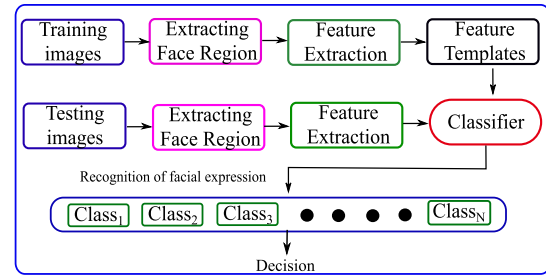 Training
images
Extracting
Face Region
Feature
Extraction
Feature
Templates
Testing
images
Extracting
Face Region
Feature
Extraction
Classifier
Recognition of facial expression
Class1 Class2 Class3 ● ● ● ● ClassN
Decision